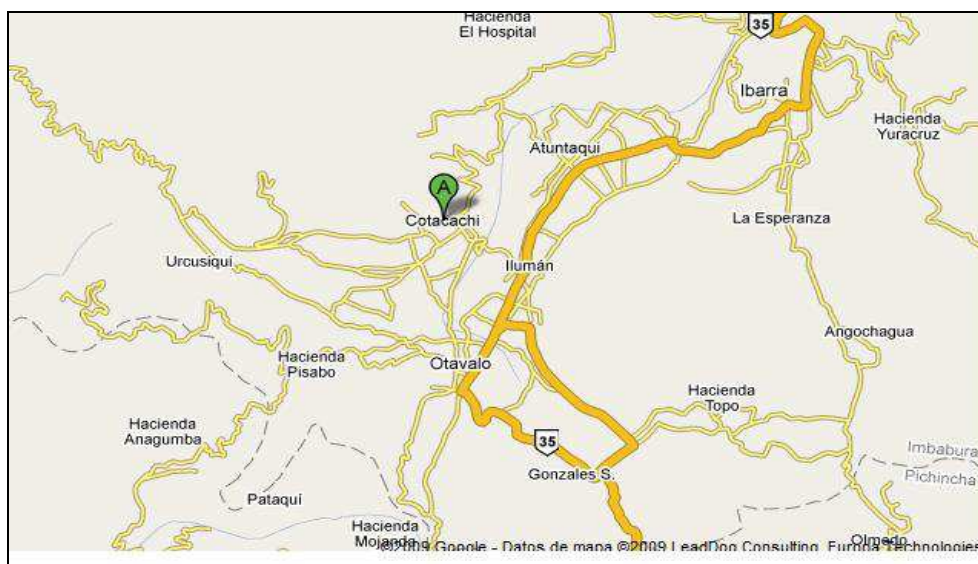 Hacienda
El Hospital
35
Ibarra
Hacienda
Yuracruz
Atuntaqui
A
Cotacachi
La Esperanza
Urcusiqui
Ilumán
Angochagua
Hacienda
Pisabo
Otavalo
Hacienda
Topo
Hacienda
Anagumba
35
Imbabura
Gonzales S.
Pichincha
Pataquí
Hacienda
Mojanda
Olmedo
©2009 Google - Datos de mapa ©2009 LeadDog Consulting, Europa Technologies